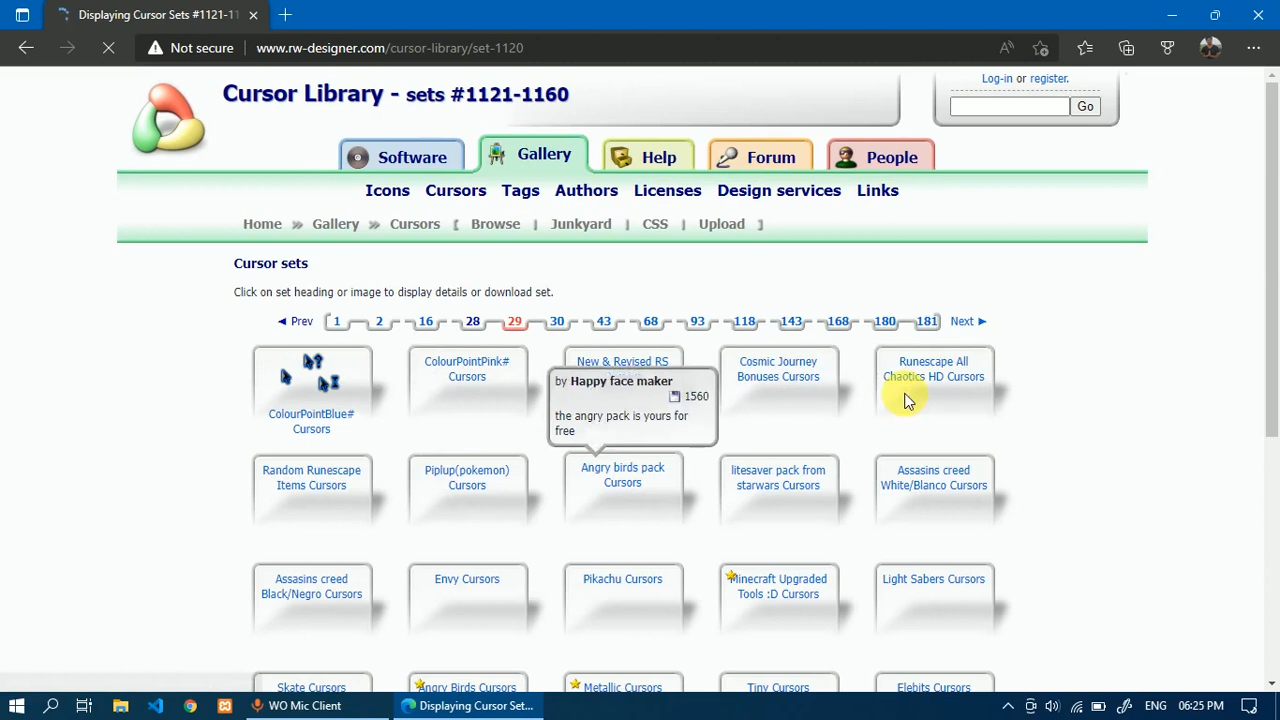 Displaying Cursor Sets #1121-11
Not secure
www.rw-designer.com/cursor-library/set-1120
Cursor Library - sets #1121-1160
Log-in or register.
Go
Software
Gallery
Help
Forum
People
Icons Cursors Tags Authors Licenses Design services Links
Home » Gallery » Cursors [ Browse | Junkyard | CSS | Upload ]
Cursor sets
Click on set heading or image to display details or download set.
◄ Prev 1 2 16 28 29 30 43 68 93 118 143 168 180 181 Next ►
ColourPointBlue#
Cursors
ColourPointPink#
Cursors
New & Revised RS
by Happy face maker
1560
the angry pack is yours for
free
Cosmic Journey
Bonuses Cursors
Runescape All
Chaotics HD Cursors
Random Runescape
Items Cursors
Piplup(pokemon)
Cursors
Angry birds pack
Cursors
litesaver pack from
starwars Cursors
Assasins creed
White/Blanco Cursors
Assasins creed
Black/Negro Cursors
Envy Cursors
Pikachu Cursors
Minecraft Upgraded
Tools :D Cursors
Light Sabers Cursors
Skate Cursors
Angry Birds Cursors
Metallic Cursors
Tiny Cursors
Elebits Cursors
WO Mic Client
Displaying Cursor Set...
ENG
06:25 PM